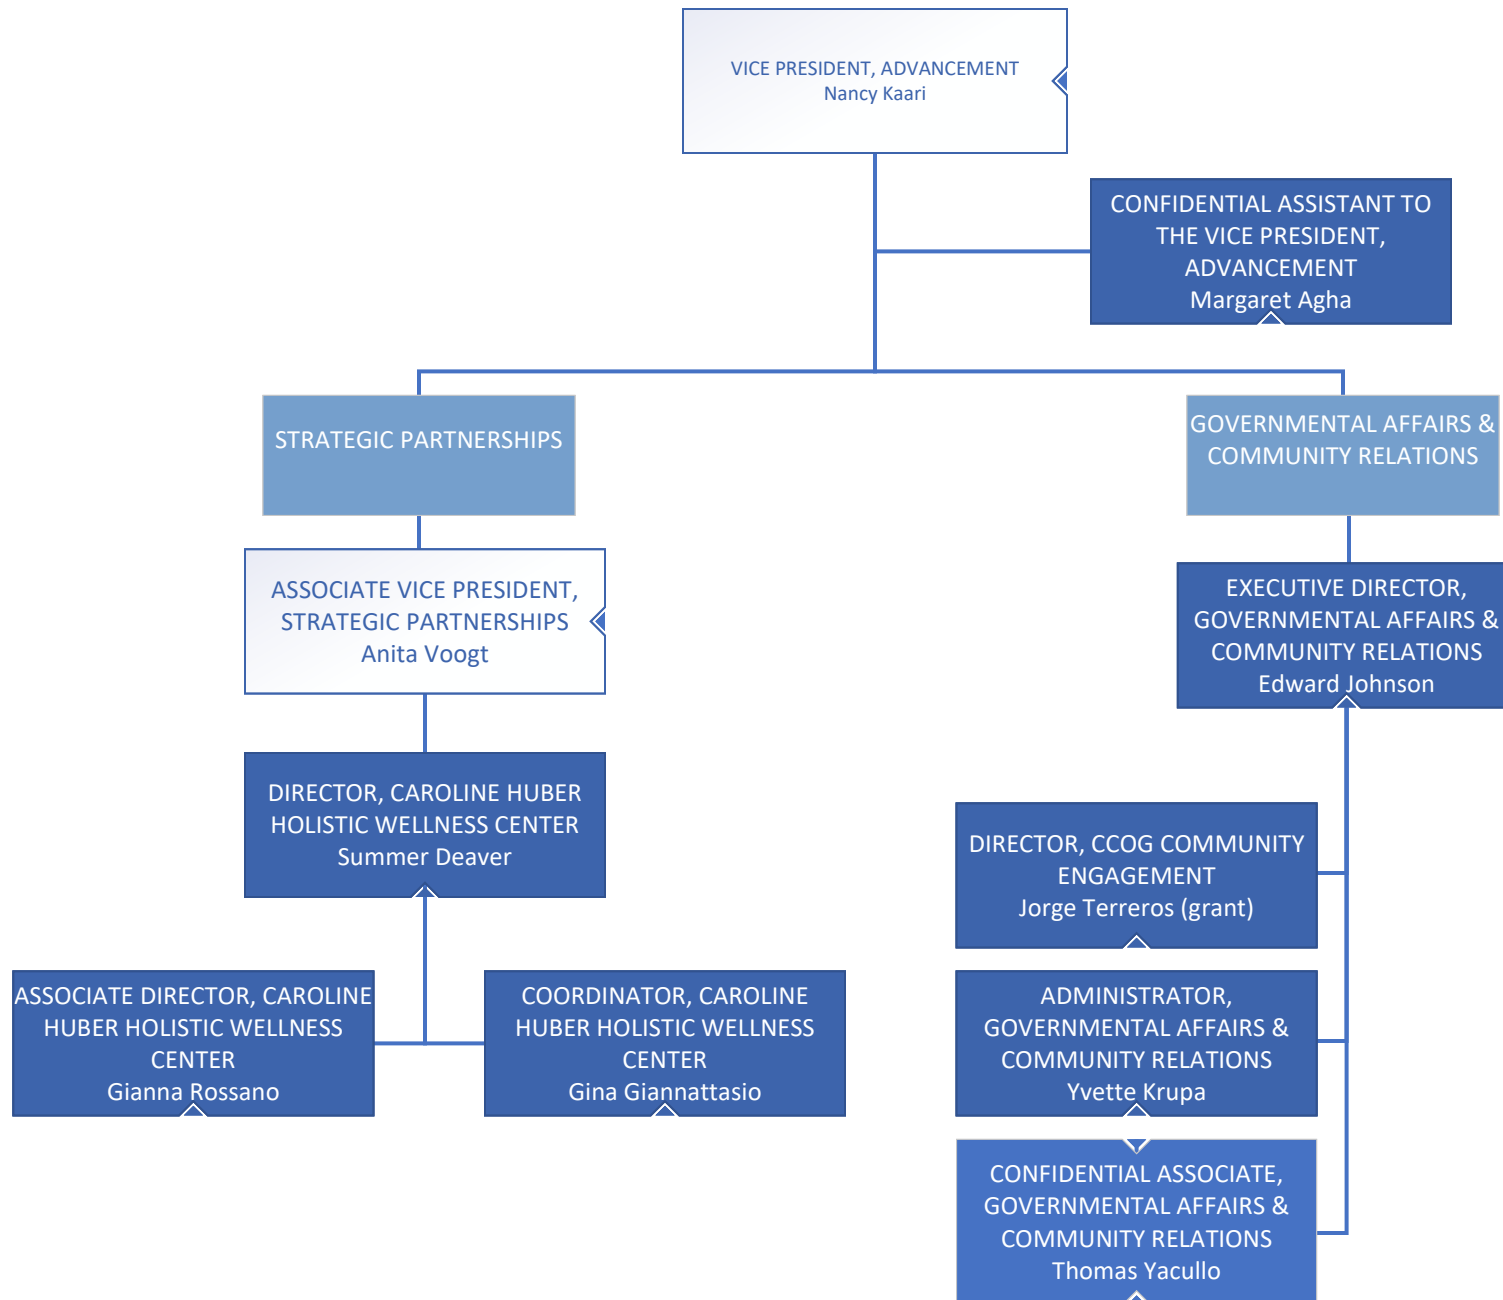 VICE PRESIDENT, ADVANCEMENT
Nancy Kaari
CONFIDENTIAL ASSISTANT TO
THE VICE PRESIDENT,
ADVANCEMENT
Margaret Agha
STRATEGIC PARTNERSHIPS
GOVERNMENTAL AFFAIRS &
COMMUNITY RELATIONS
ASSOCIATE VICE PRESIDENT,
STRATEGIC PARTNERSHIPS
Anita Voogt
EXECUTIVE DIRECTOR,
GOVERNMENTAL AFFAIRS &
COMMUNITY RELATIONS
Edward Johnson
DIRECTOR, CAROLINE HUBER
HOLISTIC WELLNESS CENTER
Summer Deaver
DIRECTOR, CCOG COMMUNITY
ENGAGEMENT
Jorge Terreros (grant)
ASSOCIATE DIRECTOR, CAROLINE
HUBER HOLISTIC WELLNESS
CENTER
Gianna Rossano
COORDINATOR, CAROLINE
HUBER HOLISTIC WELLNESS
CENTER
Gina Giannattasio
ADMINISTRATOR,
GOVERNMENTAL AFFAIRS &
COMMUNITY RELATIONS
Yvette Krupa
CONFIDENTIAL ASSOCIATE,
GOVERNMENTAL AFFAIRS &
COMMUNITY RELATIONS
Thomas Yacullo